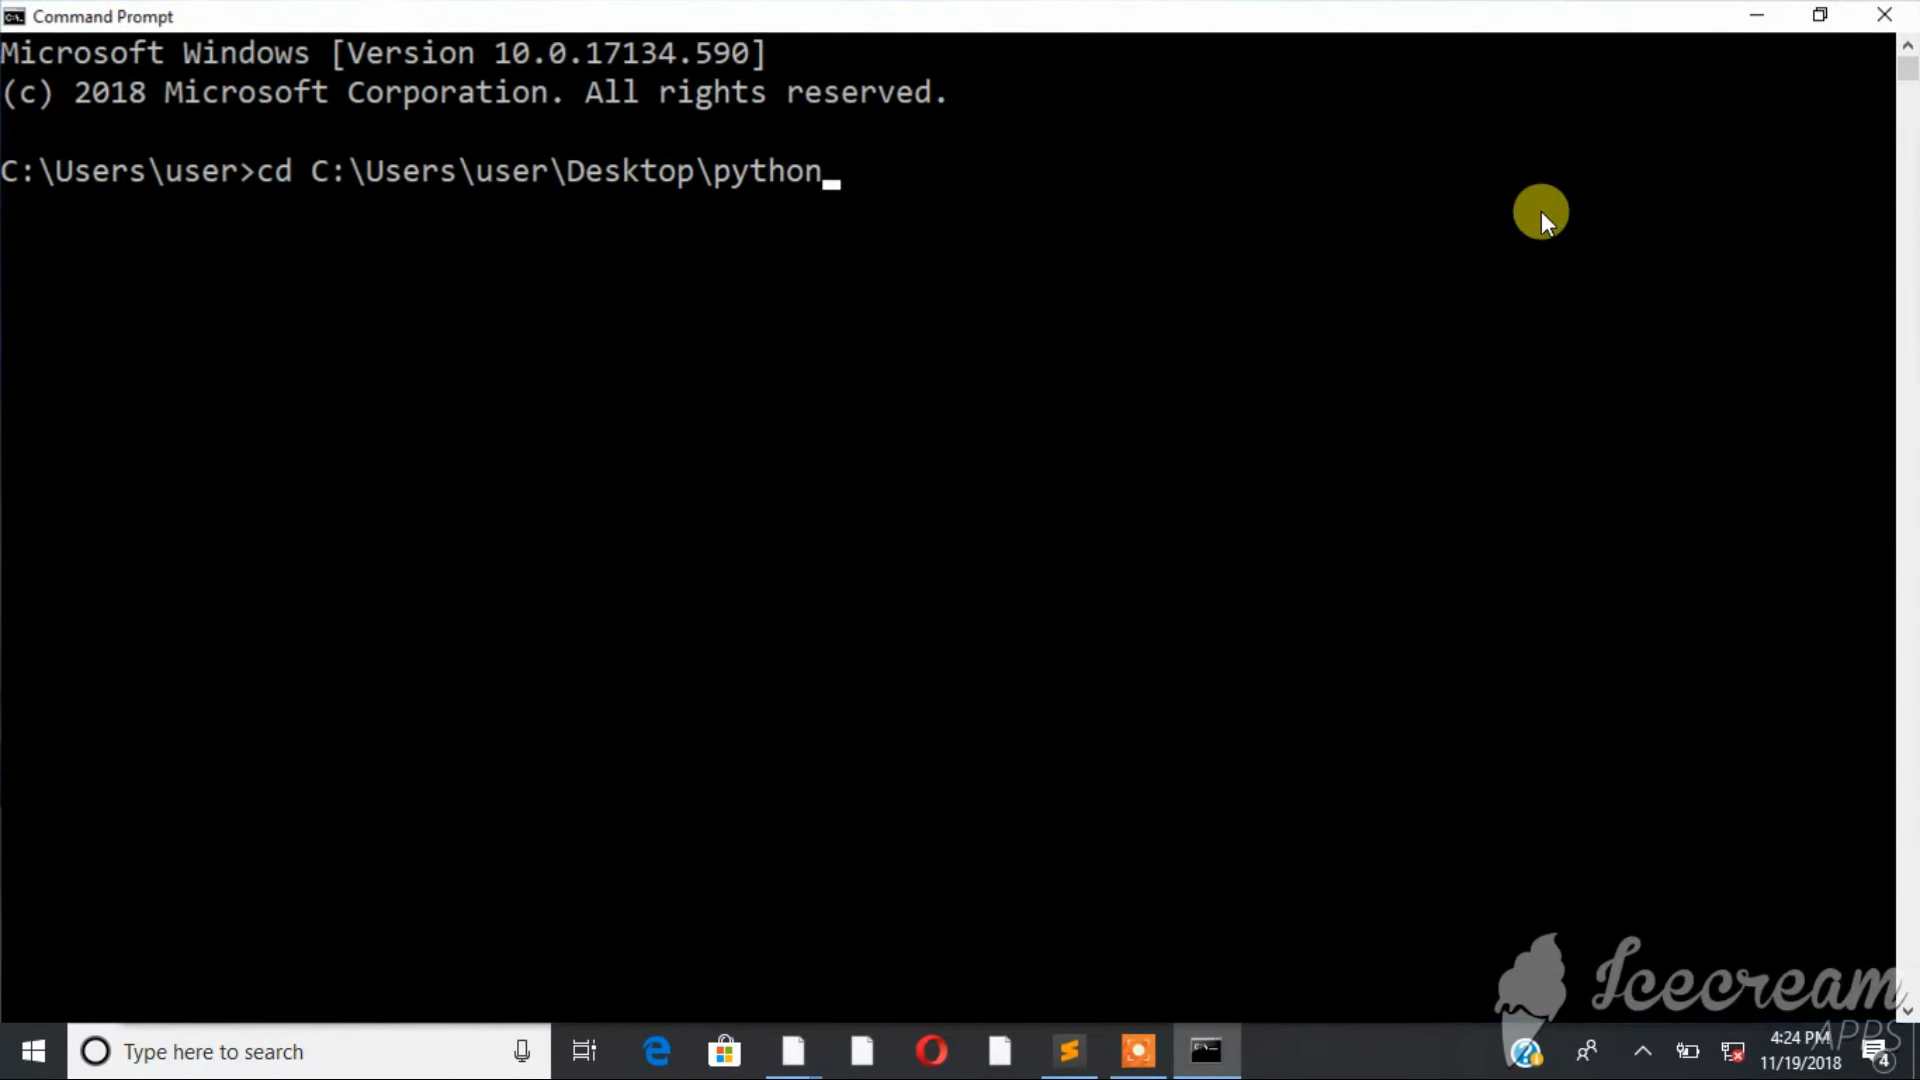 Command Prompt
Microsoft Windows [Version 10.0.17134.590]
(c) 2018 Microsoft Corporation. All rights reserved.
C:\Users\user>cd C:\Users\user\Desktop\python
Icecream
APPS
Type here to search
4:24 PM
11/19/2018
4